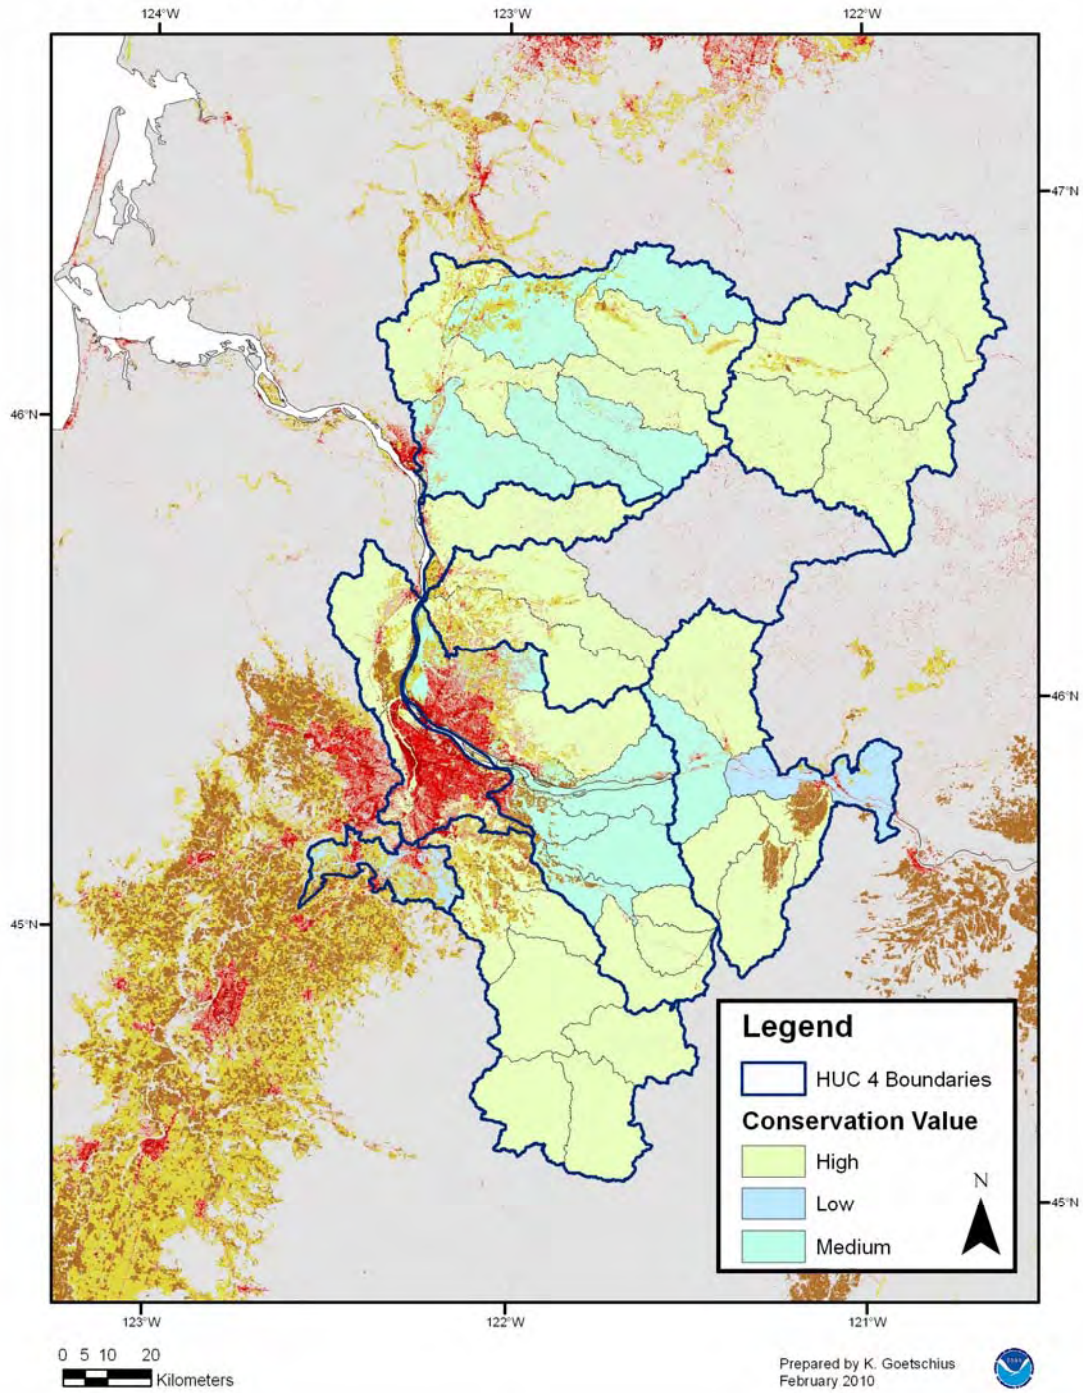 124°W 123°W 122°W
47°N
46°N
46°N
45°N
45°N
Legend
HUC 4 Boundaries
Conservation Value
High
Low
Medium
N
123°W 122°W 121°W
0 5 10 20
Kilometers
Prepared by K. Goetschius
February 2010